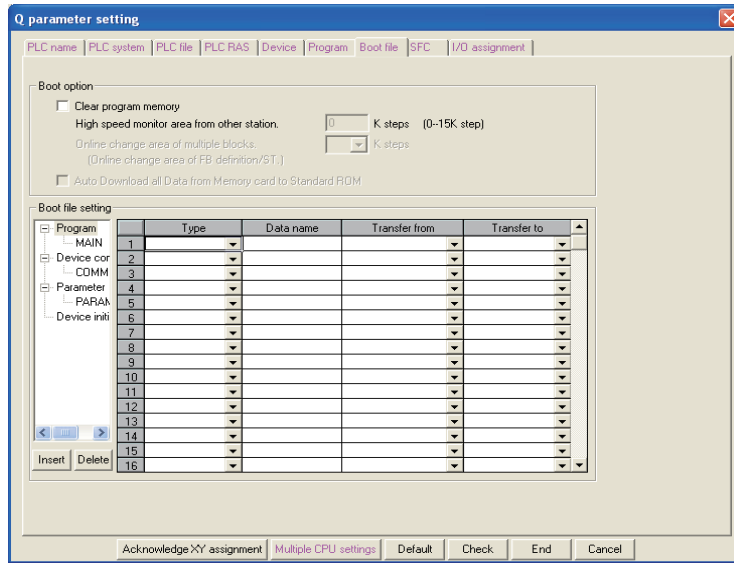 Q parameter setting
PLC name PLC system PLC file PLC RAS Device Program Boot file SFC I/O assignment
Boot option
Clear program memory
High speed monitor area from other station. 0 K steps (0--15K step)
Online change area of multiple blocks. K steps
(Online change area of FB definition/ST.)
Auto Download all Data from Memory card to Standard ROM
Boot file setting
Type Data name Transfer from Transfer to
Program
MAIN
Device cor
COMM
Parameter
PARAM
Device initi
1
2
3
4
5
6
7
8
9
10
11
12
13
14
15
16
Insert Delete
Acknowledge XY assignment Multiple CPU settings Default Check End Cancel